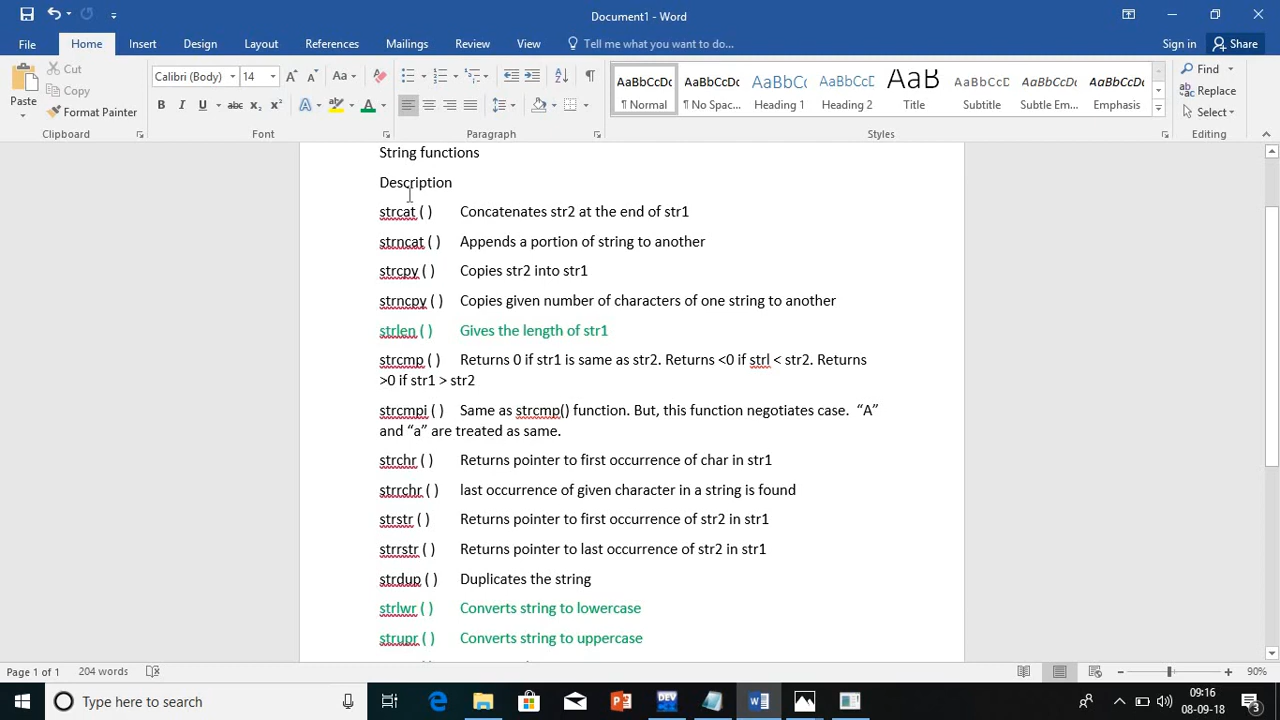 Document1 - Word
File Home Insert Design Layout References Mailings Review View Tell me what you want to do... Sign in Share
Cut
Copy
Paste
Format Painter
Clipboard
Calibri (Body) 14
Aa
B I U abc x₂ x² A ab A
Font
Paragraph
AaBbCcDc AaBbCcDc AaBbCc AaBbCcD AaB AaBbCcD AaBbCcDc AaBbCcDc
¶ Normal ¶ No Spac... Heading 1 Heading 2 Title Subtitle Subtle Em... Emphasis
Styles
Find
Replace
Select
Editing
String functions
Description
strcat ( ) Concatenates str2 at the end of str1
strncat ( ) Appends a portion of string to another
strcpy ( ) Copies str2 into str1
strncpy ( ) Copies given number of characters of one string to another
strlen ( ) Gives the length of str1
strcmp ( ) Returns 0 if str1 is same as str2. Returns <0 if strl < str2. Returns
>0 if str1 > str2
strcmpi ( ) Same as strcmp() function. But, this function negotiates case. “A”
and “a” are treated as same.
strchr ( ) Returns pointer to first occurrence of char in str1
strrchr ( ) last occurrence of given character in a string is found
strstr ( ) Returns pointer to first occurrence of str2 in str1
strrstr ( ) Returns pointer to last occurrence of str2 in str1
strdup ( ) Duplicates the string
strlwr ( ) Converts string to lowercase
strupr ( ) Converts string to uppercase
Page 1 of 1 204 words 90%
Type here to search
DEV
09:16
08-09-18
3